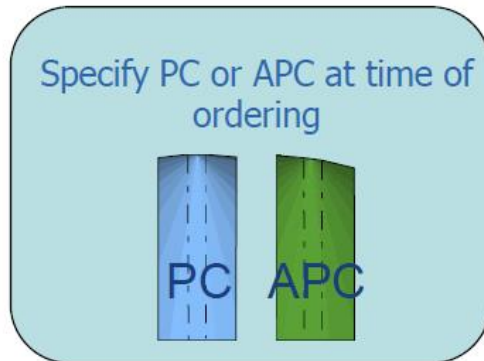 Specify PC or APC at time of
ordering
PC APC